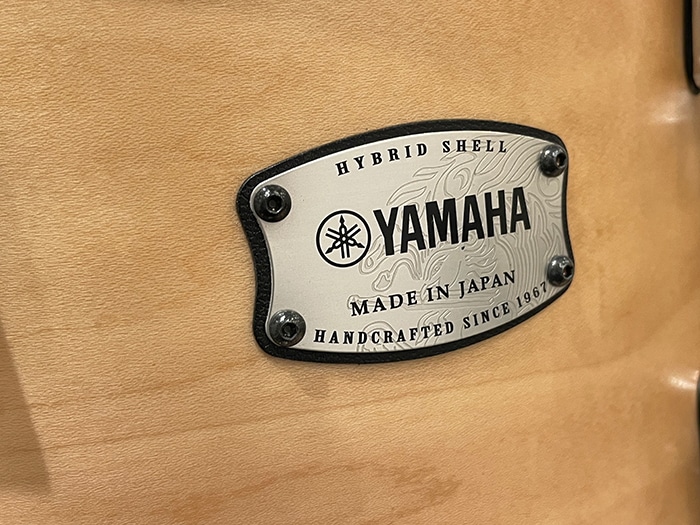 HYBRID SHELL
YAMAHA
MADE IN JAPAN
HANDCRAFTED SINCE 1967